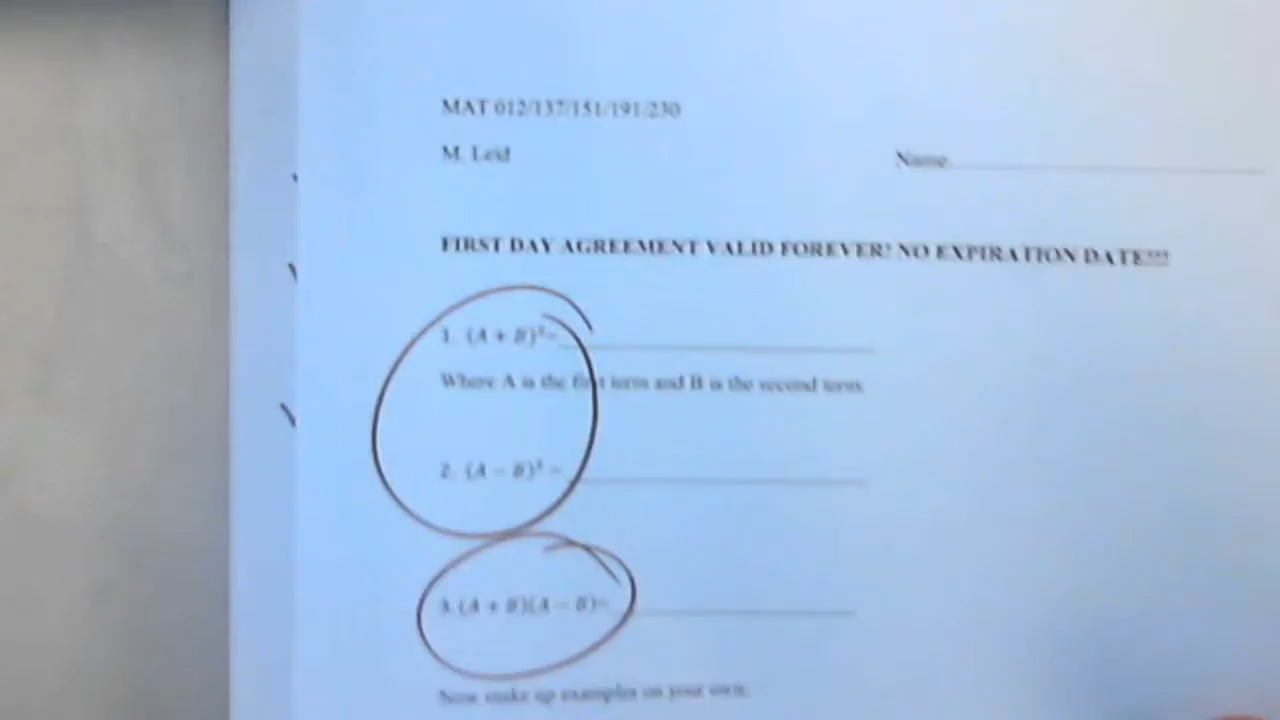 MAT 012/137/151/191/230
M. Leid
Name
FIRST DAY AGREEMENT VALID FOREVER! NO EXPIRATION DATE!!!
1. (A + B)²=
Where A is the first term and B is the second term.
2. (A − B)² =
3. (A + B)(A − B)=
Now make up examples on your own: